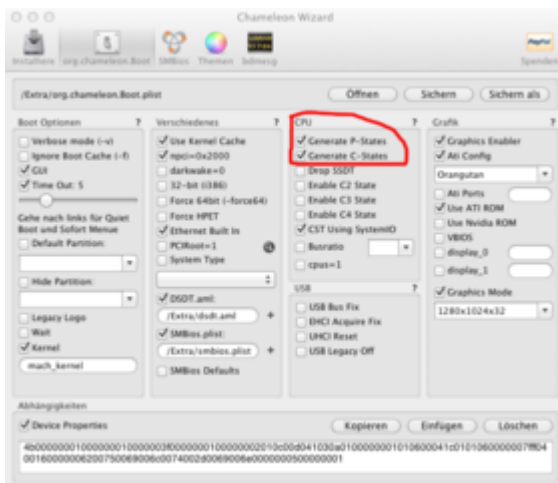 Chameleon Wizard
Installiere
org.chameleon.Boot
SMBios
Themen
bdmesg
PayPal
Spenden
/Extra/org.chameleon.Boot.plist
Öffnen
Sichern
Sichern als
Boot Optionen ?
Verbose mode (-v)
Ignore Boot Cache (-f)
GUI
Time Out: 5
Gehe nach links für Quiet
Boot und Sofort Menue
Default Partition:
Hide Partition:
Legacy Logo
Wait
Kernel
mach_kernel
Verschiedenes ?
Use Kernel Cache
npci=0x2000
darkwake=0
32-bit (i386)
Force 64bit (-force64)
Force HPET
Ethernet Built In
PCIRoot=1
System Type
DSDT.aml:
/Extra/dsdt.aml +
SMBios.plist:
/Extra/smbios.plist +
SMBios Defaults
CPU ?
Generate P-States
Generate C-States
Drop SSDT
Enable C2 State
Enable C3 State
Enable C4 State
CST Using SystemIO
Busratio
cpus=1
USB ?
USB Bus Fix
EHCI Acquire Fix
UHCI Reset
USB Legacy Off
Grafik ?
Graphics Enabler
Ati Config
Orangutan
Ati Ports
Use ATI ROM
Use Nvidia ROM
VBIOS
display_0
display_1
Graphics Mode
1280x1024x32
Abhängigkeiten
Device Properties
Kopieren
Einfügen
Löschen